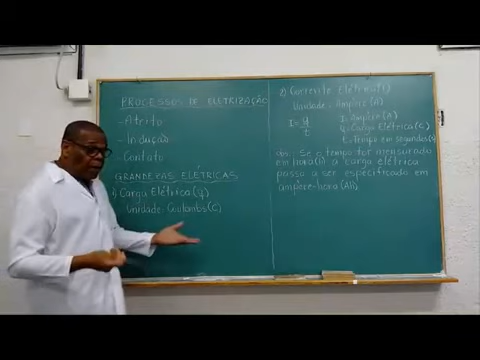 PROCESSOS DE ELETRIZAÇÃO
- Atrito
- Indução
- Contato
GRANDEZAS ELÉTRICAS
1) Carga Elétrica (q)
Unidade: Coulombs (C)
2) Corrente Elétrica (I)
Unidade: Ampère (A)
I = q/t
I: Ampère (A)
q: Carga Elétrica (C)
t: Tempo em segundos (s)
obs: Se o tempo for mensurado
em hora (h) a carga elétrica
passa a ser especificada em
ampère-hora (Ah)